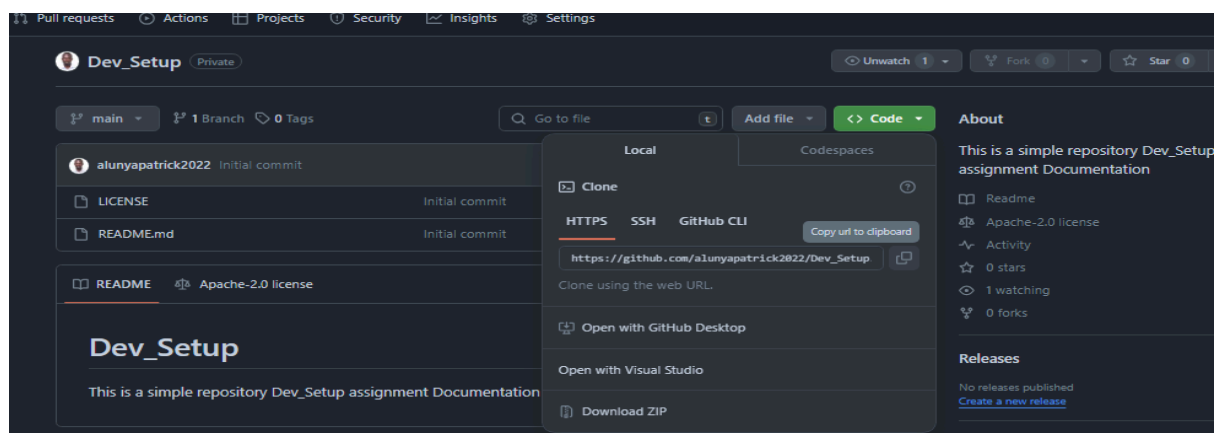 Pull requests Actions Projects Security Insights Settings
Dev_Setup Private
Unwatch 1 Fork 0 Star 0
main 1 Branch 0 Tags Go to file t Add file <> Code
alunyapatrick2022 Initial commit
LICENSE Initial commit
README.md Initial commit
README Apache-2.0 license
Dev_Setup
This is a simple repository Dev_Setup assignment Documentation
Local Codespaces
Clone
HTTPS SSH GitHub CLI
Copy url to clipboard
https://github.com/alunyapatrick2022/Dev_Setup
Clone using the web URL.
Open with GitHub Desktop
Open with Visual Studio
Download ZIP
About
This is a simple repository Dev_Setup
assignment Documentation
Readme
Apache-2.0 license
Activity
0 stars
1 watching
0 forks
Releases
No releases published
Create a new release